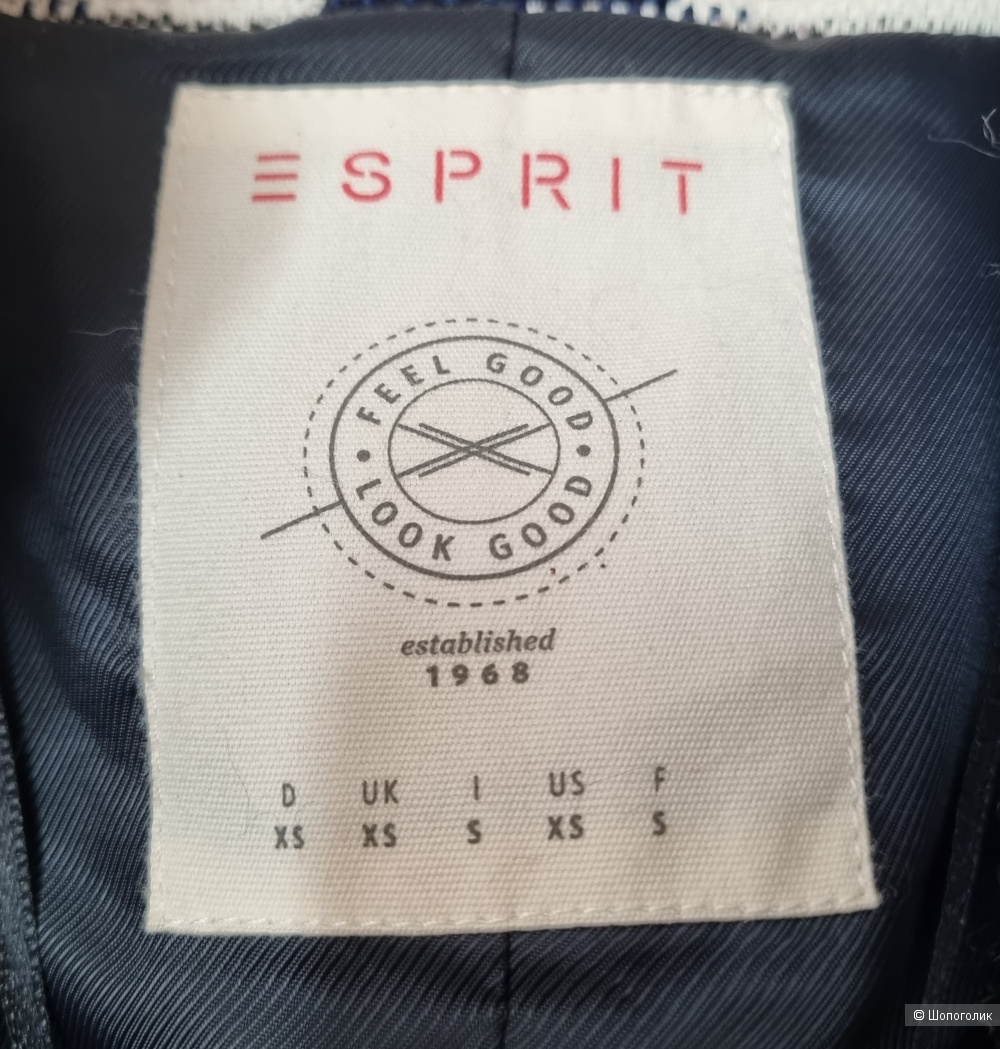 ESPRIT
FEEL GOOD
LOOK GOOD
established
1968
D UK I US F
XS XS S XS S
© Шопоголик